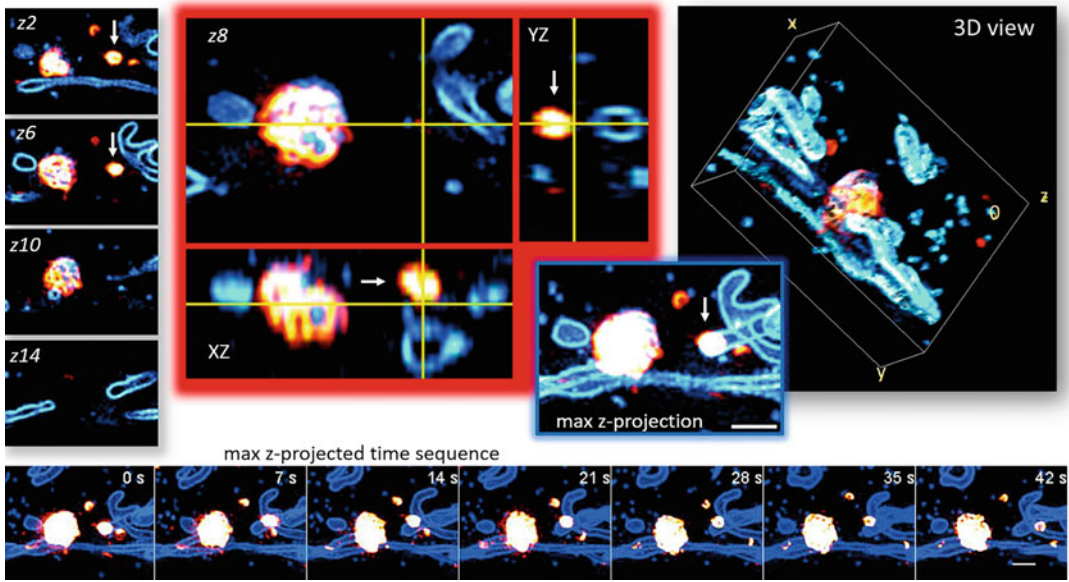 z2
z6
z10
z14
z8
YZ
XZ
max z-projection
3D view
x
0
z
y
max z-projected time sequence
0 s
7 s
14 s
21 s
28 s
35 s
42 s